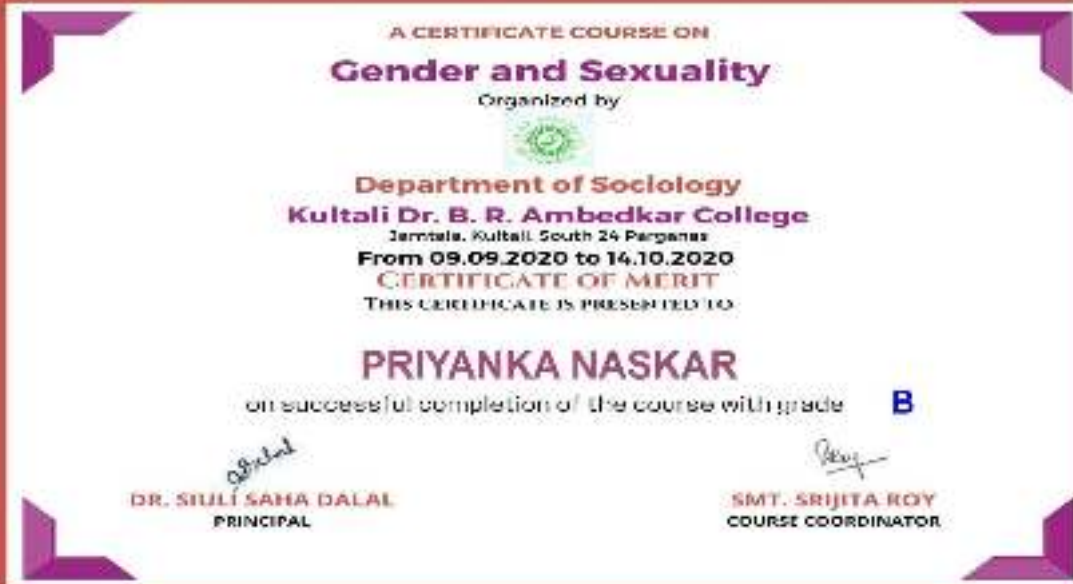 A CERTIFICATE COURSE ON
Gender and Sexuality
Organized by
Department of Sociology
Kultali Dr. B. R. Ambedkar College
Jamtala, Kultali, South 24 Parganas
From 09.09.2020 to 14.10.2020
CERTIFICATE OF MERIT
THIS CERTIFICATE IS PRESENTED TO
PRIYANKA NASKAR
on successful completion of the course with grade B
DR. SIULI SAHA DALAL
PRINCIPAL
SMT. SRIJITA ROY
COURSE COORDINATOR